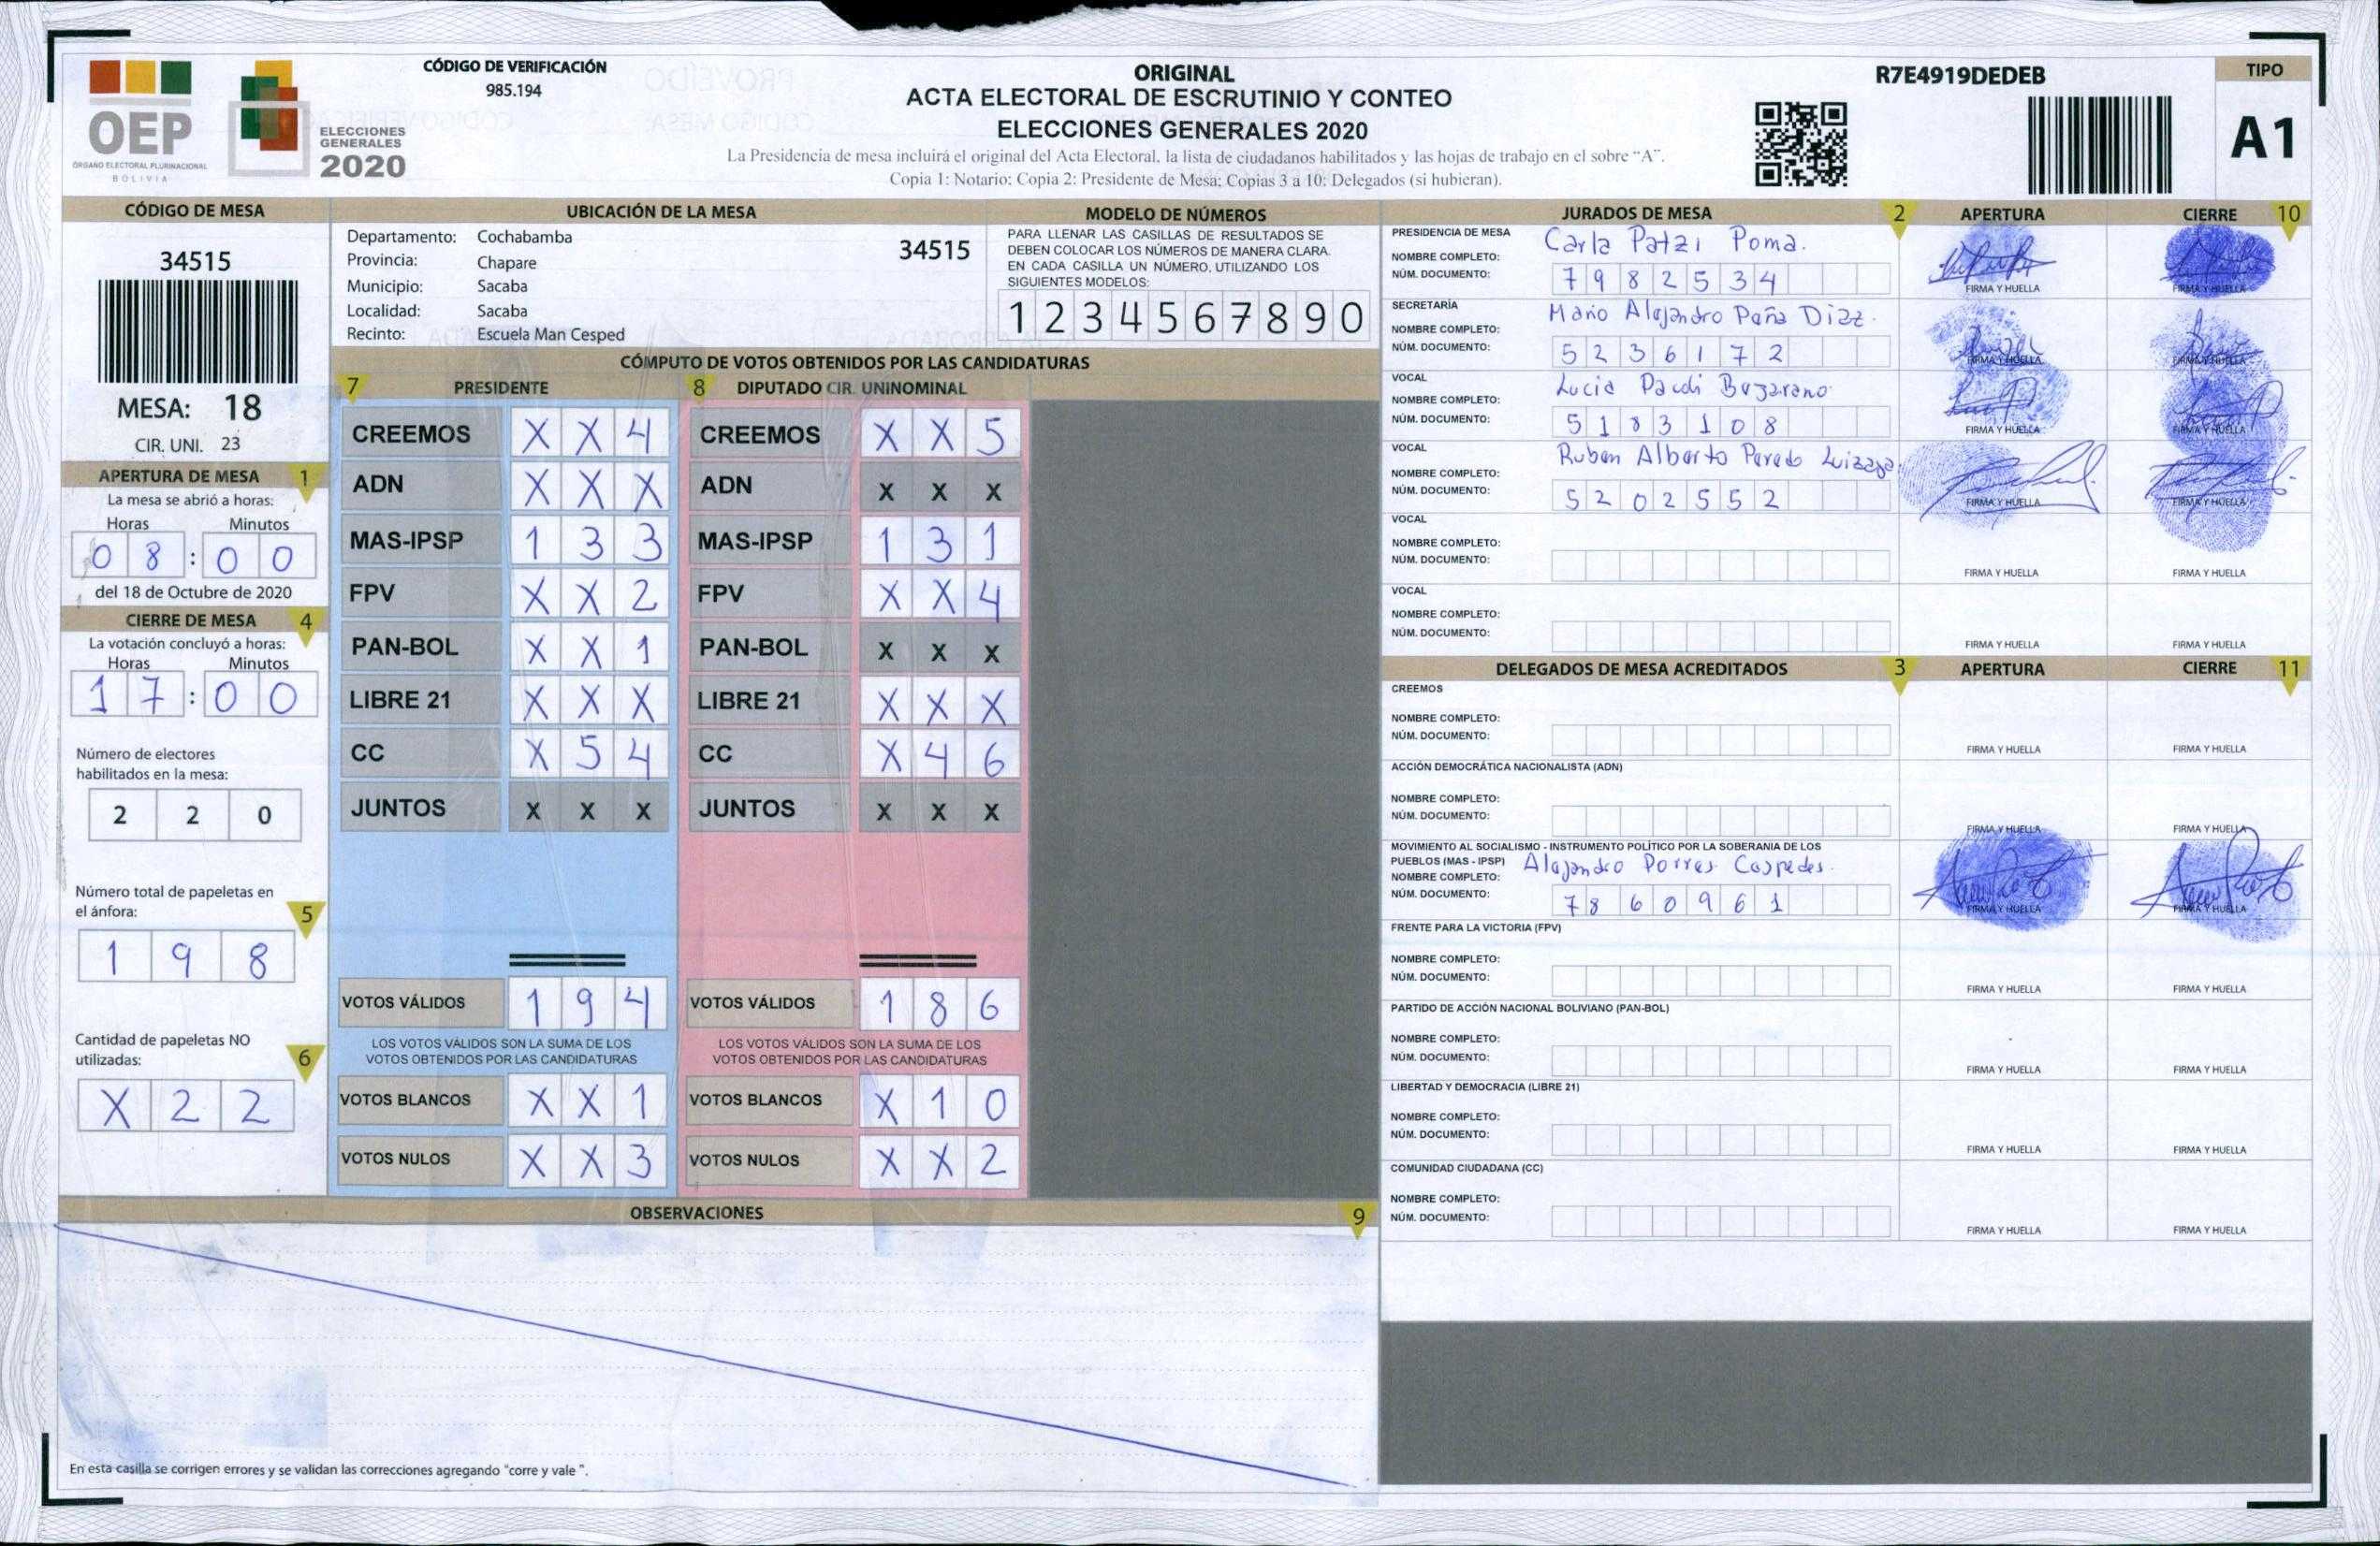 OEP
ÓRGANO ELECTORAL PLURINACIONAL
BOLIVIA
ELECCIONES
GENERALES
2020
CÓDIGO DE VERIFICACIÓN
985.194
ORIGINAL
ACTA ELECTORAL DE ESCRUTINIO Y CONTEO
ELECCIONES GENERALES 2020
La Presidencia de mesa incluirá el original del Acta Electoral, la lista de ciudadanos habilitados y las hojas de trabajo en el sobre "A".
Copia 1: Notario; Copia 2: Presidente de Mesa; Copias 3 a 10: Delegados (si hubieran).
R7E4919DEDEB
TIPO
A1
CÓDIGO DE MESA
34515
MESA: 18
CIR. UNI. 23
APERTURA DE MESA 1
La mesa se abrió a horas:
Horas Minutos
0 8 : 0 0
del 18 de Octubre de 2020
CIERRE DE MESA 4
La votación concluyó a horas:
Horas Minutos
1 7 : 0 0
Número de electores
habilitados en la mesa:
2 2 0
Número total de papeletas en
el ánfora: 5
1 9 8
Cantidad de papeletas NO
utilizadas: 6
X 2 2
UBICACIÓN DE LA MESA
Departamento: Cochabamba
34515
Provincia: Chapare
Municipio: Sacaba
Localidad: Sacaba
Recinto: Escuela Man Cesped
MODELO DE NÚMEROS
PARA LLENAR LAS CASILLAS DE RESULTADOS SE
DEBEN COLOCAR LOS NÚMEROS DE MANERA CLARA.
EN CADA CASILLA UN NÚMERO, UTILIZANDO LOS
SIGUIENTES MODELOS:
1 2 3 4 5 6 7 8 9 0
CÓMPUTO DE VOTOS OBTENIDOS POR LAS CANDIDATURAS
7 PRESIDENTE 8 DIPUTADO CIR. UNINOMINAL
CREEMOS X X 4 CREEMOS X X 5
ADN X X X ADN X X X
MAS-IPSP 1 3 3 MAS-IPSP 1 3 1
FPV X X 2 FPV X X 4
PAN-BOL X X 1 PAN-BOL X X X
LIBRE 21 X X X LIBRE 21 X X X
CC X 5 4 CC X 4 6
JUNTOS X X X JUNTOS X X X
VOTOS VÁLIDOS 1 9 4 VOTOS VÁLIDOS 1 8 6
LOS VOTOS VÁLIDOS SON LA SUMA DE LOS LOS VOTOS VÁLIDOS SON LA SUMA DE LOS
VOTOS OBTENIDOS POR LAS CANDIDATURAS VOTOS OBTENIDOS POR LAS CANDIDATURAS
VOTOS BLANCOS X X 1 VOTOS BLANCOS X 1 0
VOTOS NULOS X X 3 VOTOS NULOS X X 2
OBSERVACIONES 9
En esta casilla se corrigen errores y se validan las correcciones agregando "corre y vale ".
JURADOS DE MESA 2 APERTURA CIERRE 10
PRESIDENCIA DE MESA
NOMBRE COMPLETO: Carla Patzi Poma.
NÚM. DOCUMENTO: 7 9 8 2 5 3 4
FIRMA Y HUELLA FIRMA Y HUELLA
SECRETARÍA
NOMBRE COMPLETO: Mario Alejandro Peña Diaz.
NÚM. DOCUMENTO: 5 2 3 6 1 7 2
FIRMA Y HUELLA FIRMA Y HUELLA
VOCAL
NOMBRE COMPLETO: Lucia
NÚM. DOCUMENTO: 5 1 8 3 1 0 8
FIRMA Y HUELLA FIRMA Y HUELLA
VOCAL
NOMBRE COMPLETO: Ruben Alberto Peredo
NÚM. DOCUMENTO: 5 2 0 2 5 5 2
FIRMA Y HUELLA FIRMA Y HUELLA
VOCAL
NOMBRE COMPLETO:
NÚM. DOCUMENTO:
FIRMA Y HUELLA FIRMA Y HUELLA
VOCAL
NOMBRE COMPLETO:
NÚM. DOCUMENTO:
FIRMA Y HUELLA FIRMA Y HUELLA
DELEGADOS DE MESA ACREDITADOS 3 APERTURA CIERRE 11
CREEMOS
NOMBRE COMPLETO:
NÚM. DOCUMENTO:
FIRMA Y HUELLA FIRMA Y HUELLA
ACCIÓN DEMOCRÁTICA NACIONALISTA (ADN)
NOMBRE COMPLETO:
NÚM. DOCUMENTO:
FIRMA Y HUELLA FIRMA Y HUELLA
MOVIMIENTO AL SOCIALISMO - INSTRUMENTO POLÍTICO POR LA SOBERANIA DE LOS
PUEBLOS (MAS - IPSP)
NOMBRE COMPLETO: Alejandro Porres Cespedes.
NÚM. DOCUMENTO: 7 8 6 0 9 6 1
FIRMA Y HUELLA FIRMA Y HUELLA
FRENTE PARA LA VICTORIA (FPV)
NOMBRE COMPLETO:
NÚM. DOCUMENTO:
FIRMA Y HUELLA FIRMA Y HUELLA
PARTIDO DE ACCIÓN NACIONAL BOLIVIANO (PAN-BOL)
NOMBRE COMPLETO:
NÚM. DOCUMENTO:
FIRMA Y HUELLA FIRMA Y HUELLA
LIBERTAD Y DEMOCRACIA (LIBRE 21)
NOMBRE COMPLETO:
NÚM. DOCUMENTO:
FIRMA Y HUELLA FIRMA Y HUELLA
COMUNIDAD CIUDADANA (CC)
NOMBRE COMPLETO:
NÚM. DOCUMENTO:
FIRMA Y HUELLA FIRMA Y HUELLA